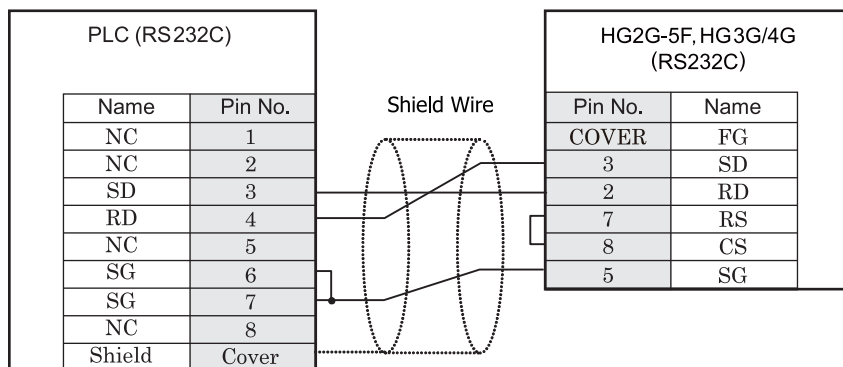 PLC (RS232C)
Name Pin No.
NC 1
NC 2
SD 3
RD 4
NC 5
SG 6
SG 7
NC 8
Shield Cover
Shield Wire
HG2G-5F, HG3G/4G
(RS232C)
Pin No. Name
COVER FG
3 SD
2 RD
7 RS
8 CS
5 SG